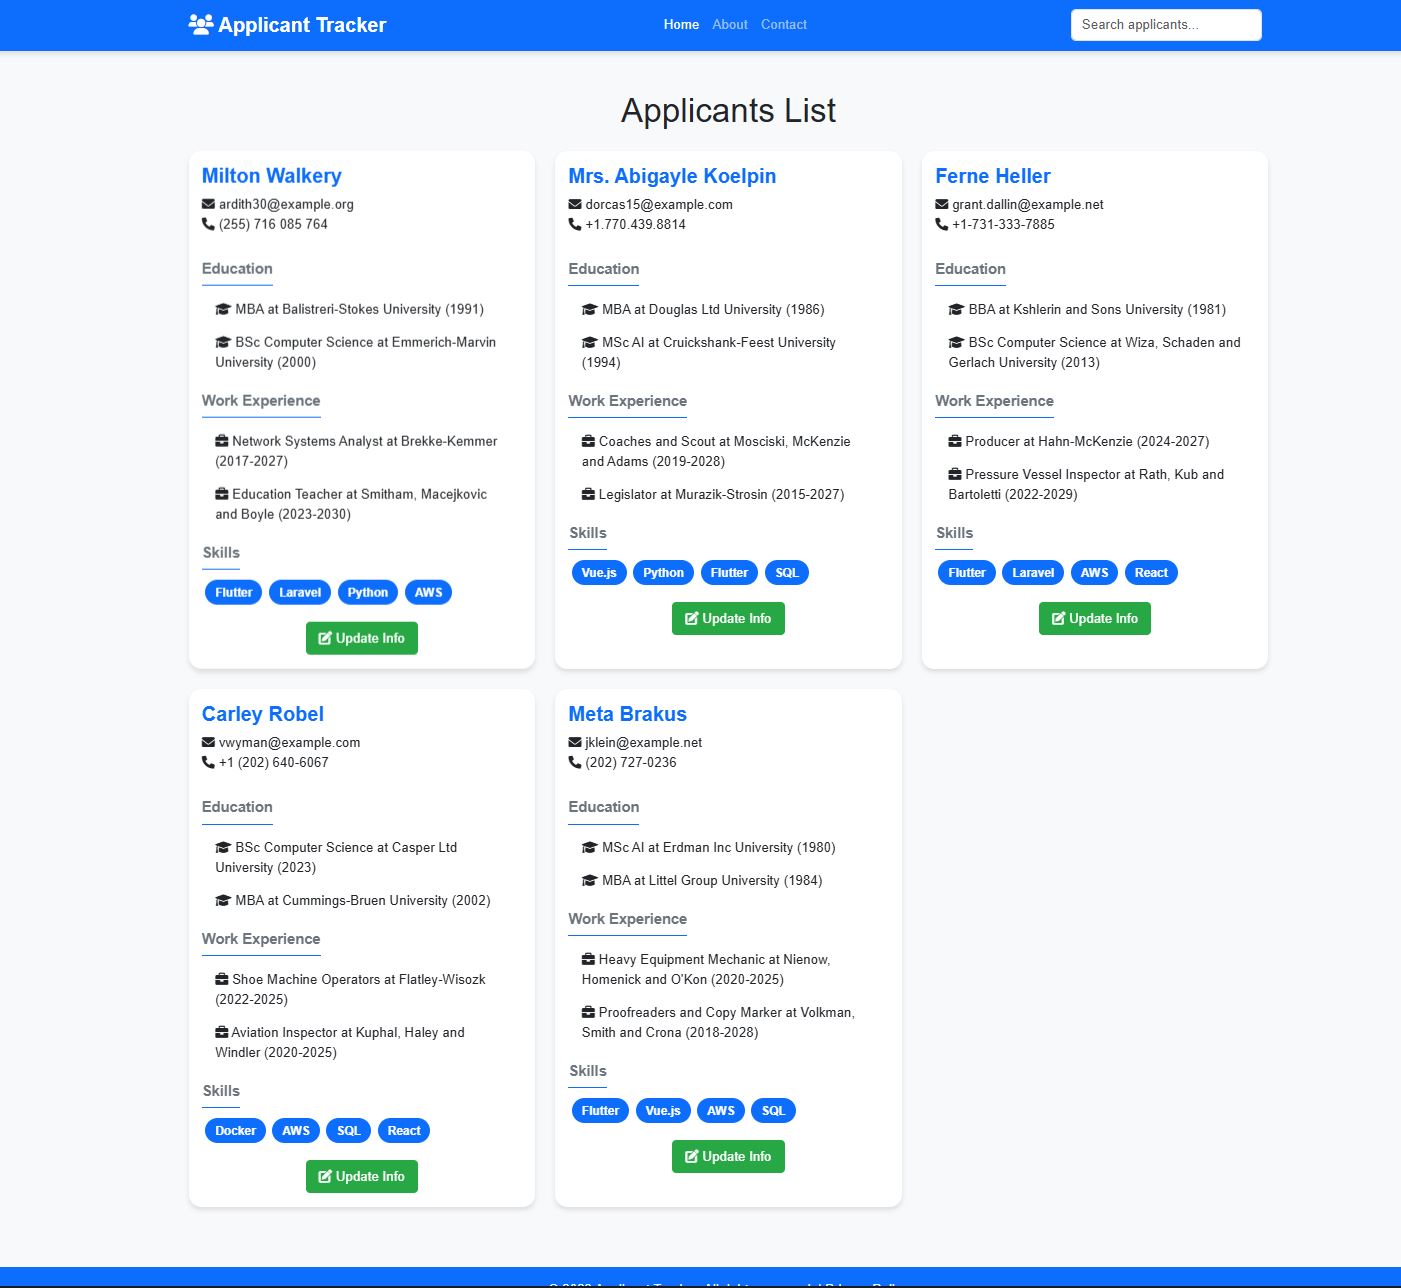 Applicant Tracker
Home About Contact
Search applicants...
Applicants List
Milton Walkery
ardith30@example.org
(255) 716 085 764
Education
MBA at Balistreri-Stokes University (1991)
BSc Computer Science at Emmerich-Marvin
University (2000)
Work Experience
Network Systems Analyst at Brekke-Kemmer
(2017-2027)
Education Teacher at Smitham, Macejkovic
and Boyle (2023-2030)
Skills
Flutter Laravel Python AWS
Update Info
Mrs. Abigayle Koelpin
dorcas15@example.com
+1.770.439.8814
Education
MBA at Douglas Ltd University (1986)
MSc AI at Cruickshank-Feest University
(1994)
Work Experience
Coaches and Scout at Mosciski, McKenzie
and Adams (2019-2028)
Legislator at Murazik-Strosin (2015-2027)
Skills
Vue.js Python Flutter SQL
Update Info
Ferne Heller
grant.dallin@example.net
+1-731-333-7885
Education
BBA at Kshlerin and Sons University (1981)
BSc Computer Science at Wiza, Schaden and
Gerlach University (2013)
Work Experience
Producer at Hahn-McKenzie (2024-2027)
Pressure Vessel Inspector at Rath, Kub and
Bartoletti (2022-2029)
Skills
Flutter Laravel AWS React
Update Info
Carley Robel
vwyman@example.com
+1 (202) 640-6067
Education
BSc Computer Science at Casper Ltd
University (2023)
MBA at Cummings-Bruen University (2002)
Work Experience
Shoe Machine Operators at Flatley-Wisozk
(2022-2025)
Aviation Inspector at Kuphal, Haley and
Windler (2020-2025)
Skills
Docker AWS SQL React
Update Info
Meta Brakus
jklein@example.net
(202) 727-0236
Education
MSc AI at Erdman Inc University (1980)
MBA at Littel Group University (1984)
Work Experience
Heavy Equipment Mechanic at Nienow,
Homenick and O'Kon (2020-2025)
Proofreaders and Copy Marker at Volkman,
Smith and Crona (2018-2028)
Skills
Flutter Vue.js AWS SQL
Update Info